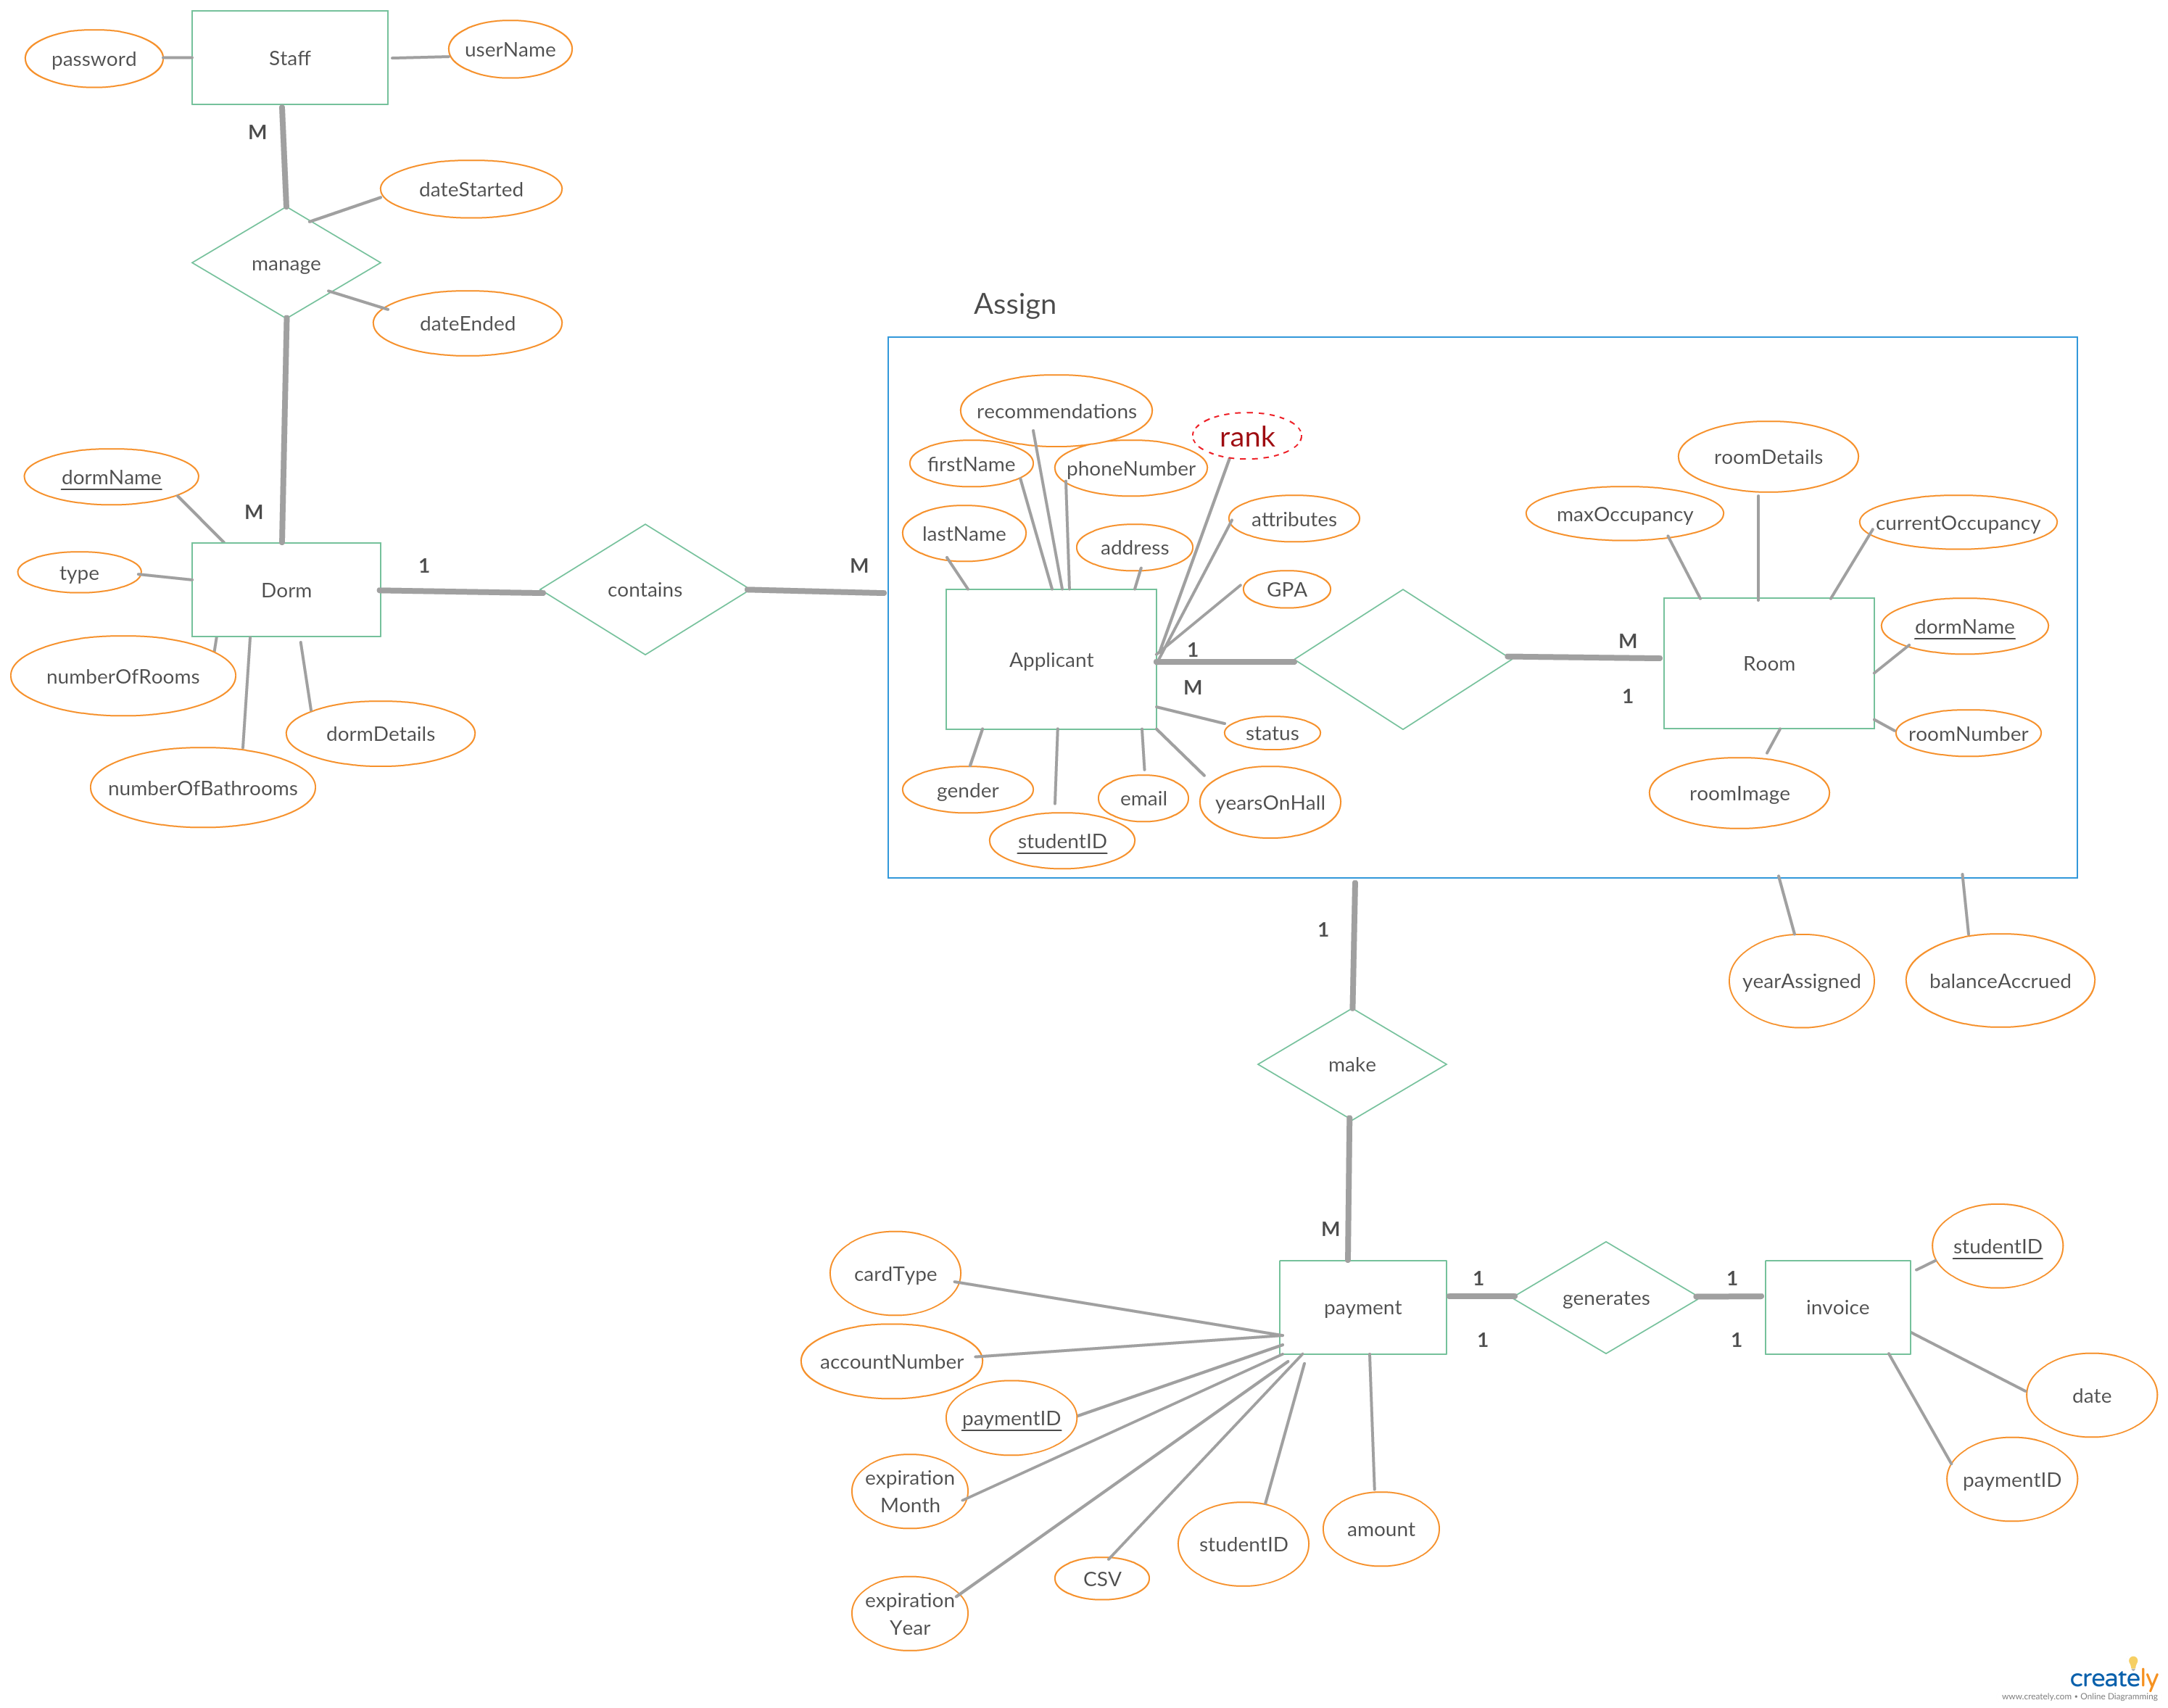 password
Staff
userName
M
dateStarted
manage
dateEnded
dormName
M
type
Dorm
1
contains
M
numberOfRooms
dormDetails
numberOfBathrooms
Assign
recommendations
rank
firstName
phoneNumber
lastName
address
attributes
GPA
Applicant
1
M
M
1
status
gender
email
yearsOnHall
studentID
roomDetails
maxOccupancy
currentOccupancy
dormName
Room
roomNumber
roomImage
1
yearAssigned
balanceAccrued
make
M
cardType
payment
1
1
generates
1
1
invoice
studentID
accountNumber
paymentID
date
expiration
Month
paymentID
studentID
amount
CSV
expiration
Year
creately
www.creately.com • Online Diagramming